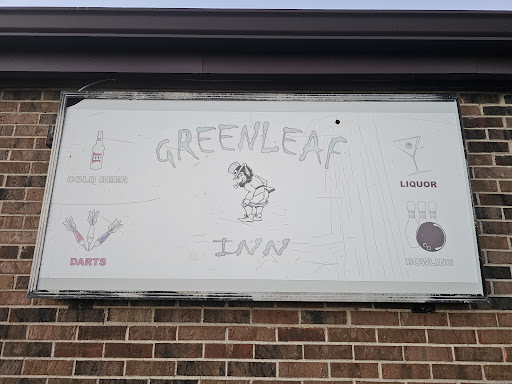 GREENLEAF
INN
COLD BEER
DARTS
LIQUOR
BOWLING